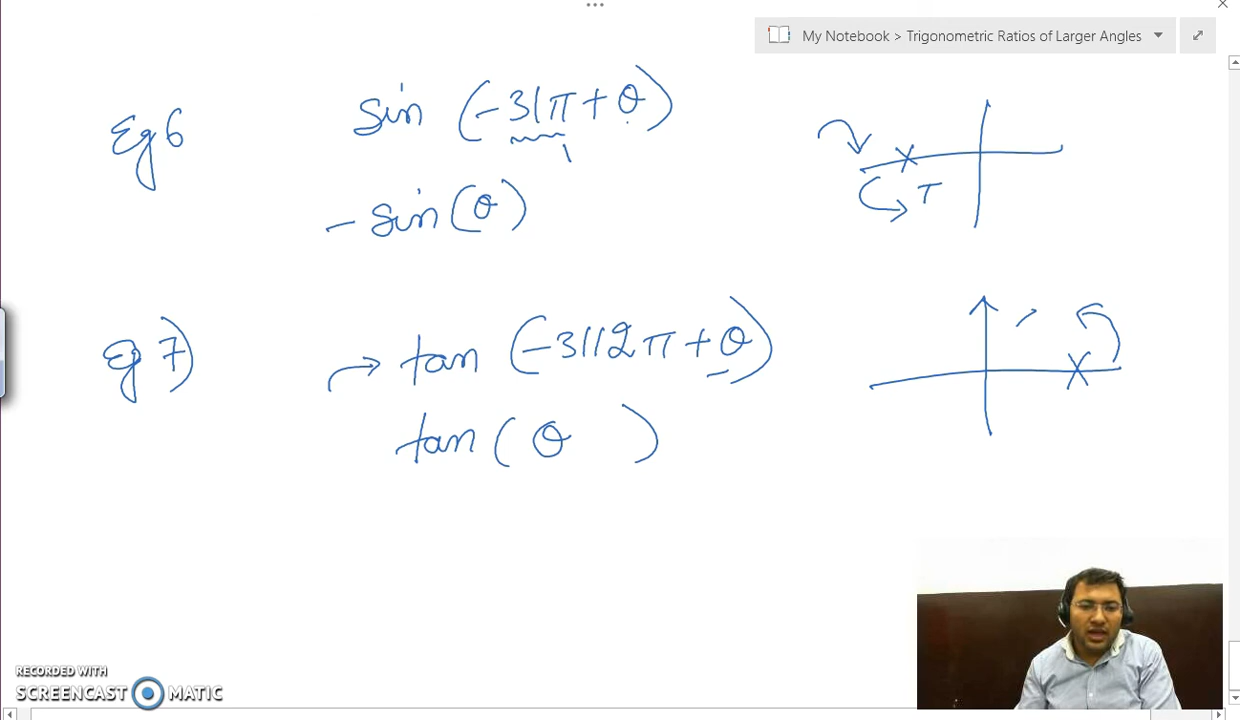 My Notebook > Trigonometric Ratios of Larger Angles
Eg 6
sin (-31π + θ)
- sin (θ)
π
Eg 7)
→ tan (-3112π + θ)
tan ( θ )
RECORDED WITH
SCREENCAST MATIC